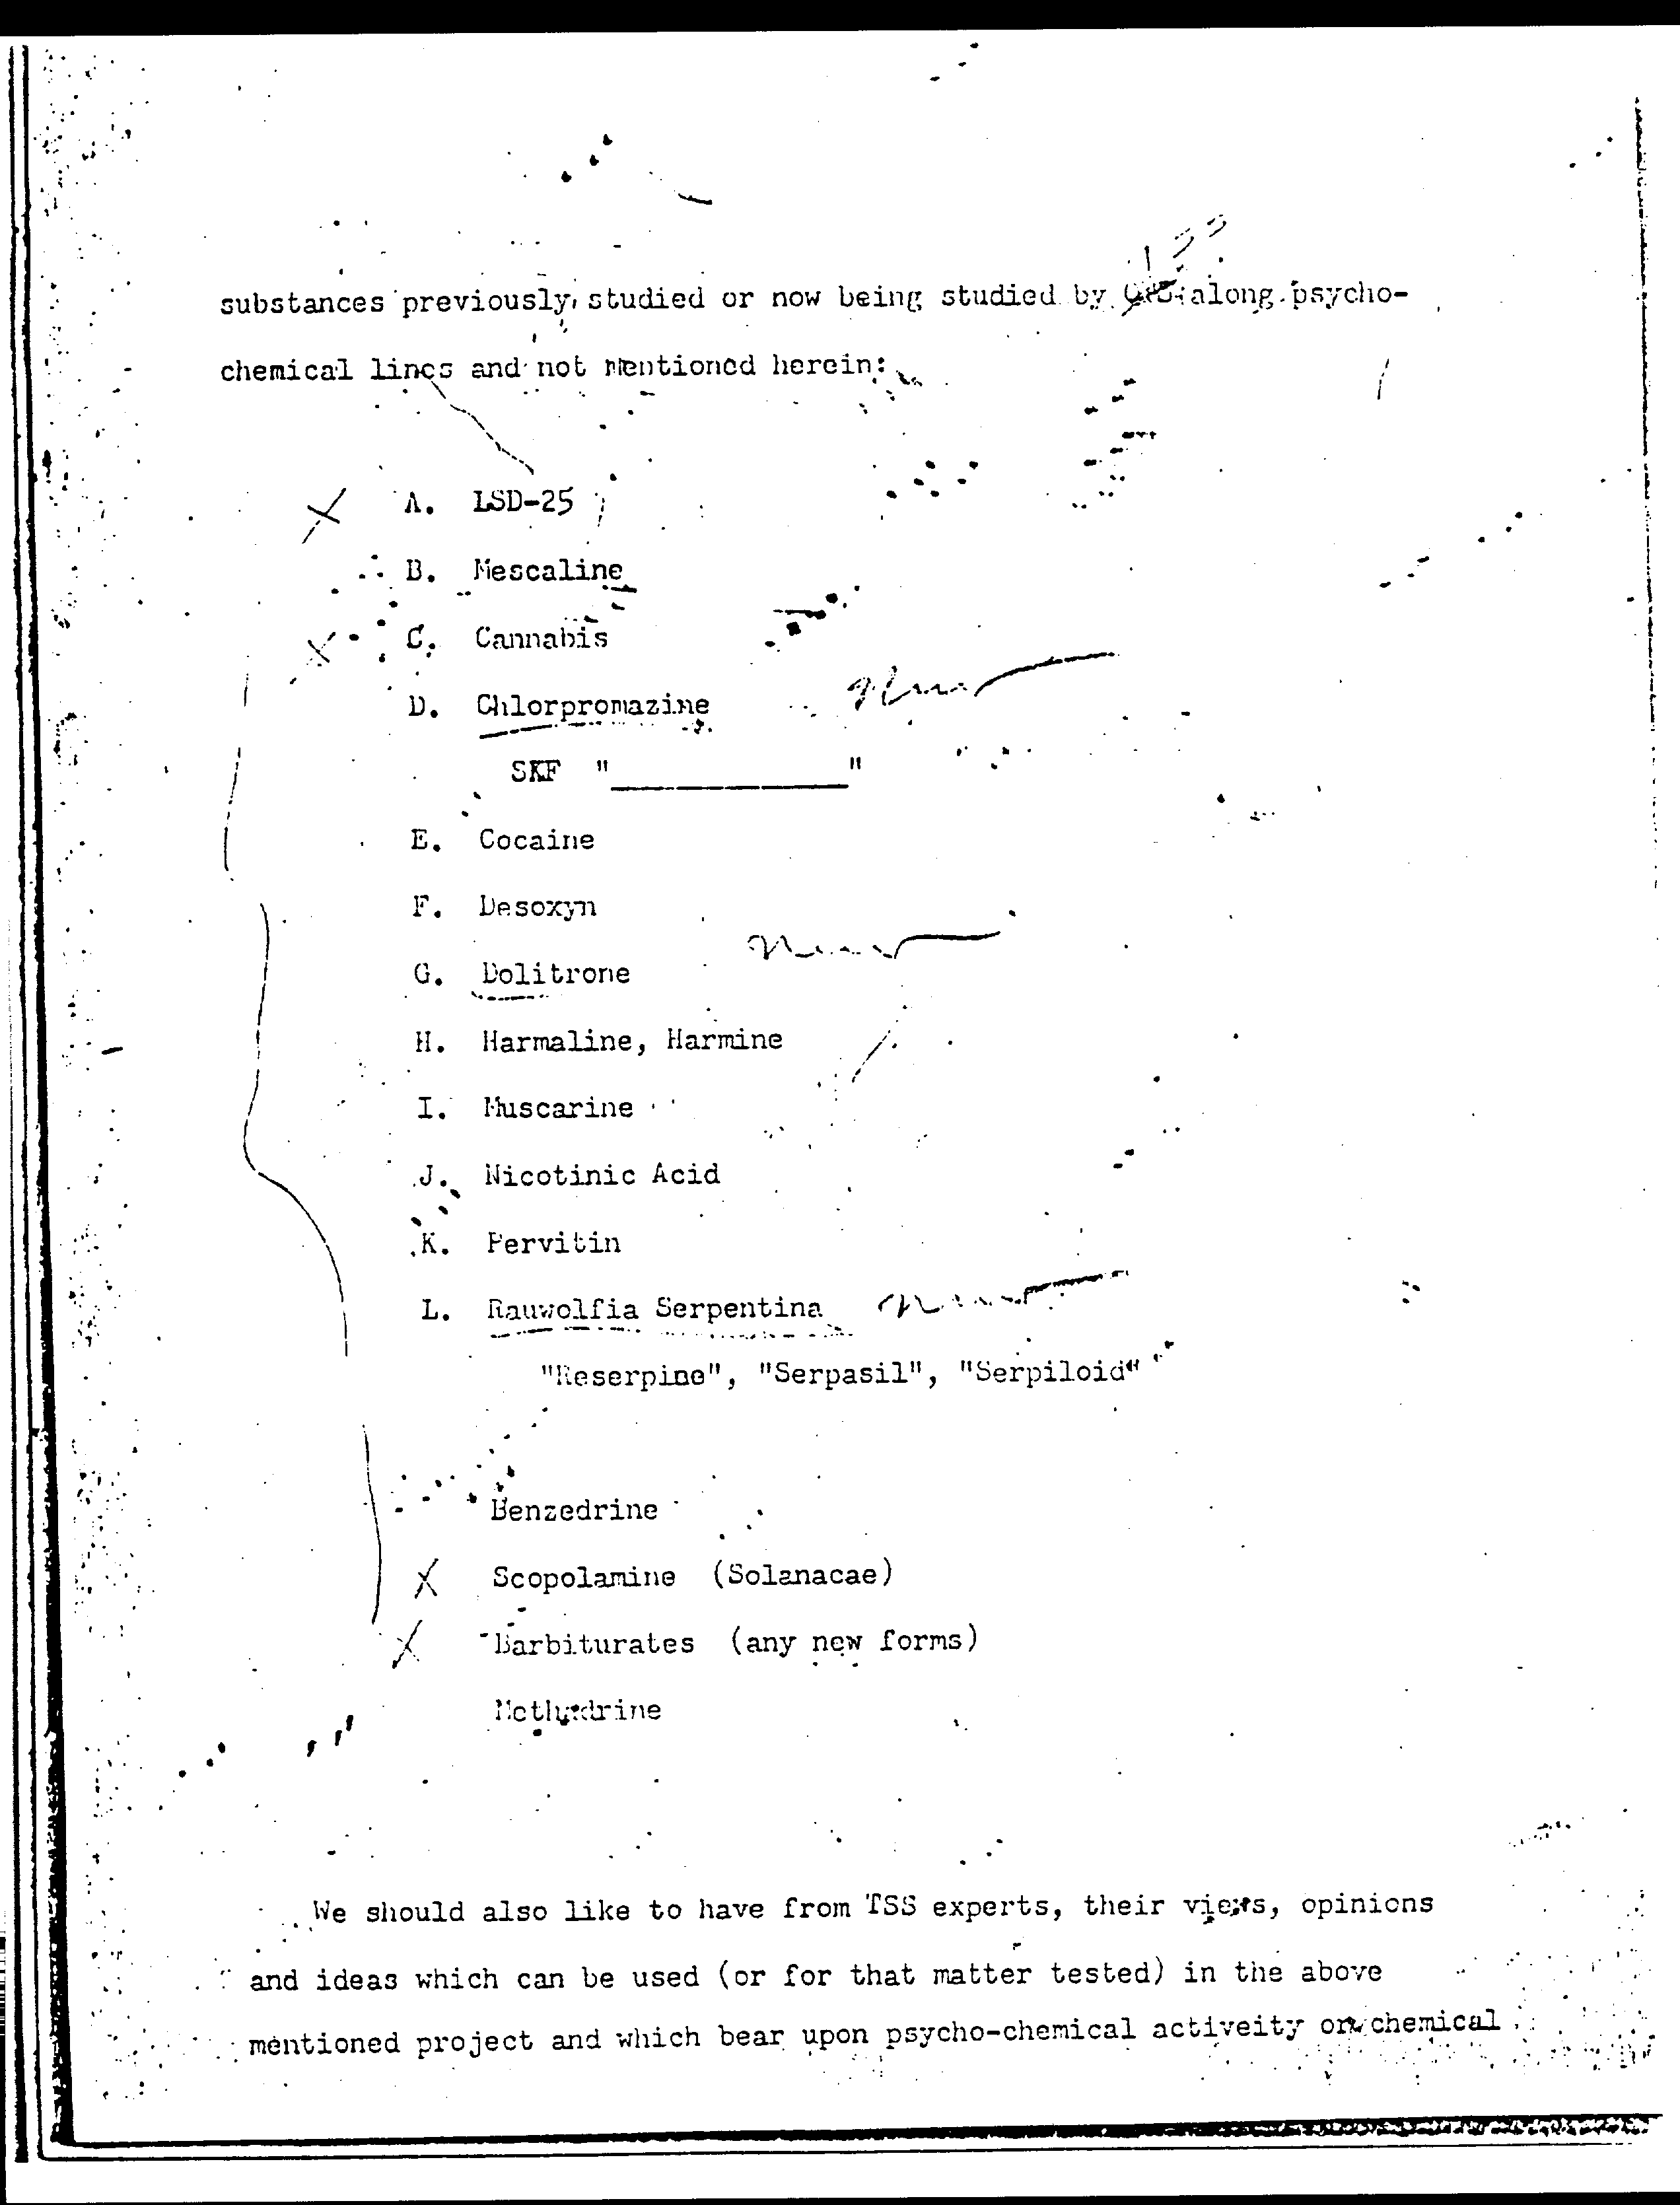 substances previously studied or now being studied by along psycho-
chemical lines and not mentioned herein:
A. LSD-25
B. Mescaline
C. Cannabis
D. Chlorpromazine
SKF "____________"
E. Cocaine
F. Desoxyn
G. Dolitrone
H. Harmaline, Harmine
I. Muscarine
J. Nicotinic Acid
K. Pervitin
L. Rauwolfia Serpentina
"Reserpine", "Serpasil", "Serpiloid"
Benzedrine
X Scopolamine (Solanacae)
X Barbiturates (any new forms)
Methydrine
We should also like to have from TSS experts, their views, opinions
and ideas which can be used (or for that matter tested) in the above
mentioned project and which bear upon psycho-chemical activeity or chemical